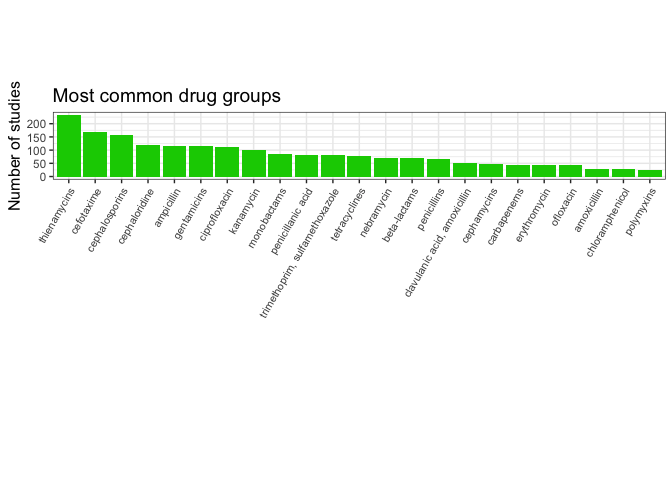 Most common drug groups
Number of studies
200
150
100
50
0
thienamycins
cefotaxime
cephalosporins
cephaloridine
ampicillin
gentamicins
ciprofloxacin
kanamycin
monobactams
penicillanic acid
trimethoprim, sulfamethoxazole
tetracyclines
nebramycin
beta-lactams
penicillins
clavulanic acid, amoxicillin
cephamycins
carbapenems
erythromycin
ofloxacin
amoxicillin
chloramphenicol
polymyxins